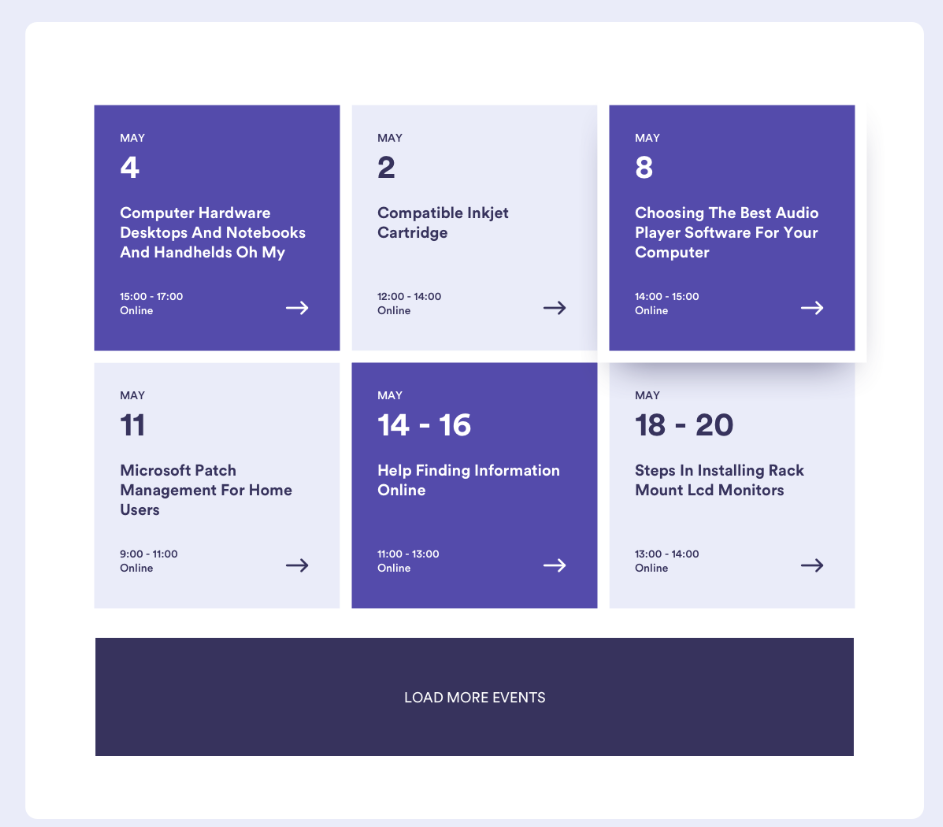 MAY
4
Computer Hardware
Desktops And Notebooks
And Handhelds Oh My
15:00 - 17:00
Online
MAY
2
Compatible Inkjet
Cartridge
12:00 - 14:00
Online
MAY
8
Choosing The Best Audio
Player Software For Your
Computer
14:00 - 15:00
Online
MAY
11
Microsoft Patch
Management For Home
Users
9:00 - 11:00
Online
MAY
14 - 16
Help Finding Information
Online
11:00 - 13:00
Online
MAY
18 - 20
Steps In Installing Rack
Mount Lcd Monitors
13:00 - 14:00
Online
LOAD MORE EVENTS